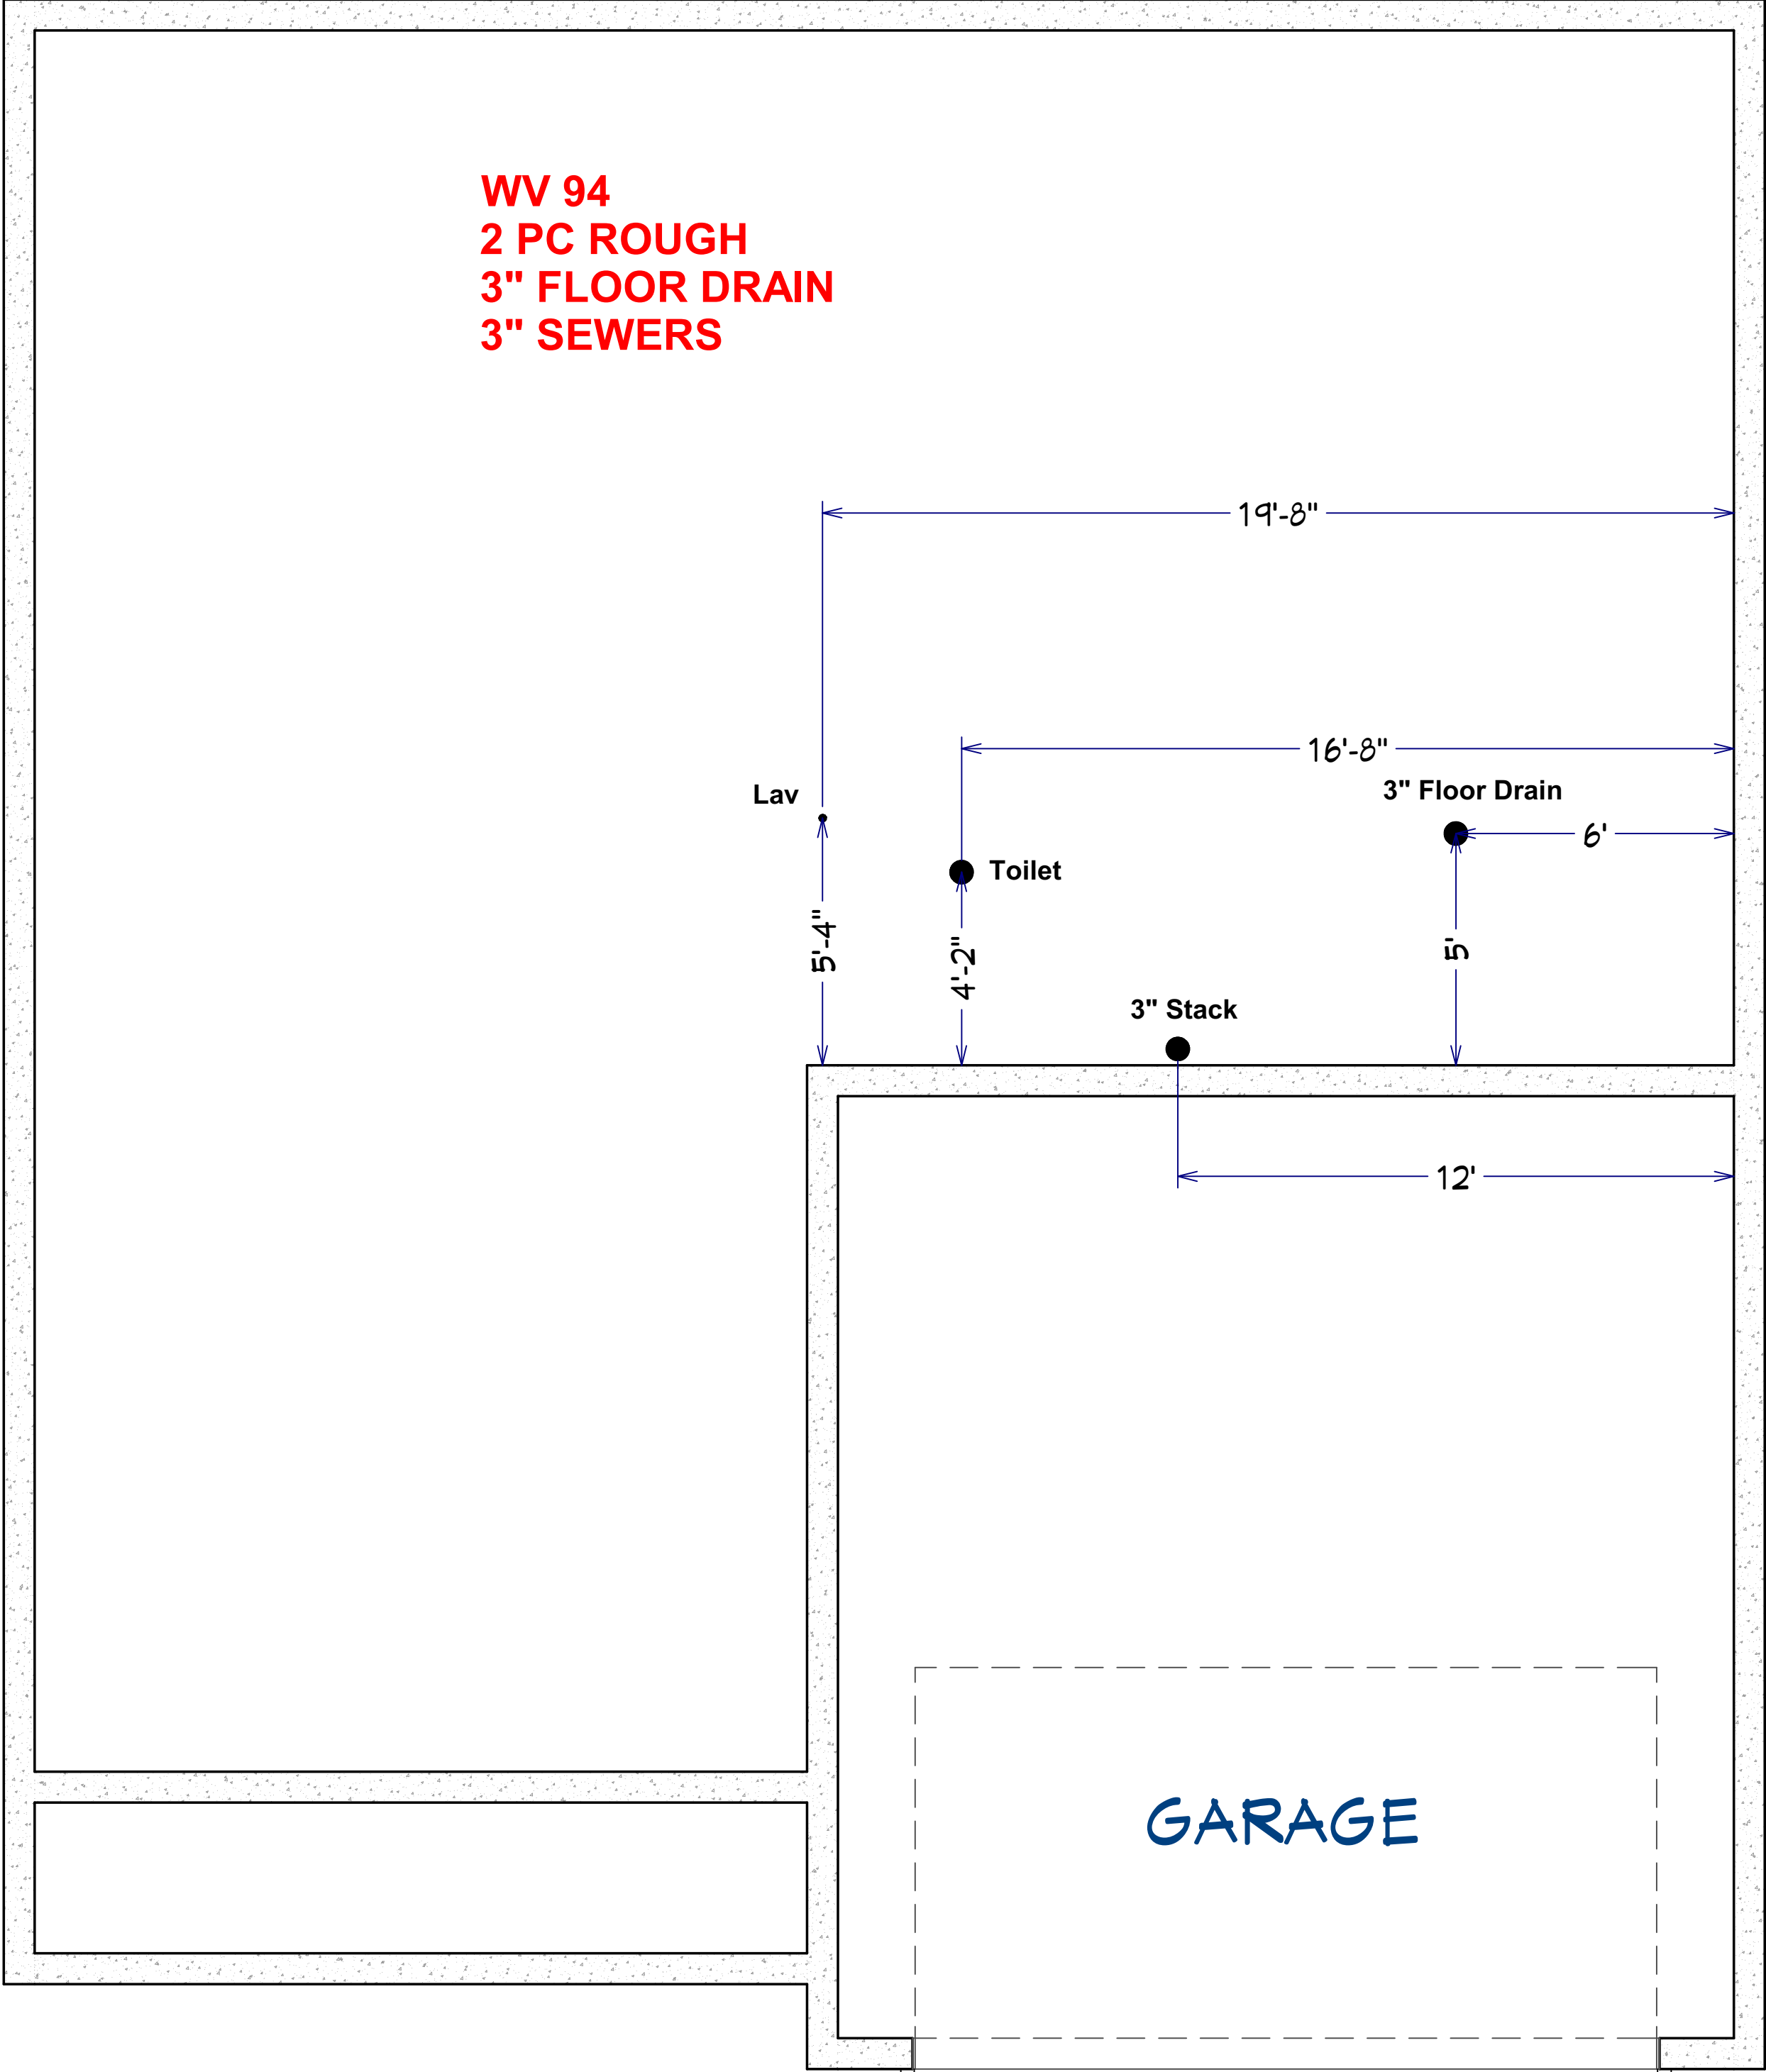 WV 94
2 PC ROUGH
3" FLOOR DRAIN
3" SEWERS
19'-8"
16'-8"
3" Floor Drain
Lav
6'
Toilet
5'-4"
4'-2"
5'
3" Stack
12'
GARAGE